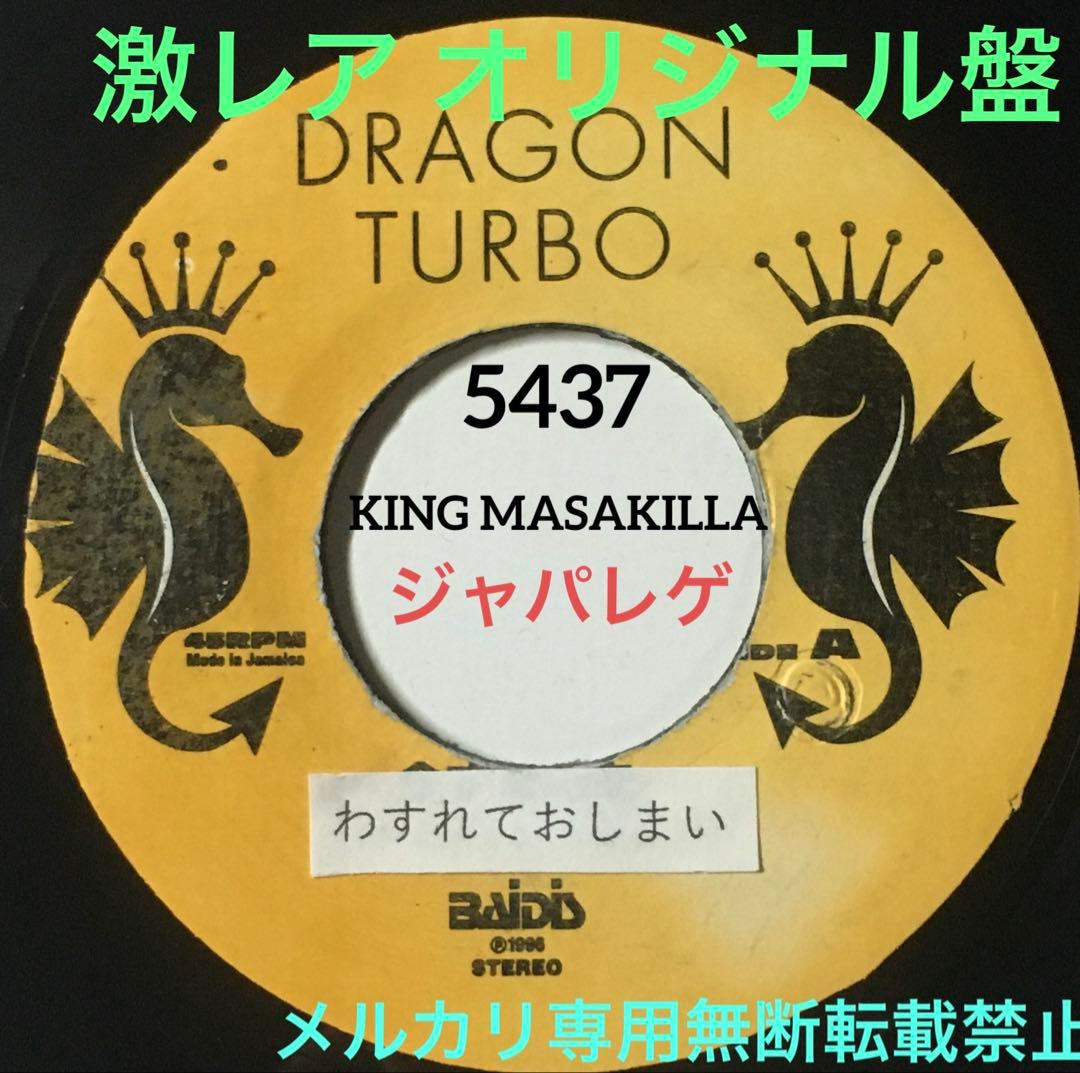 激レア オリジナル盤
DRAGON
TURBO
5437
KING MASAKILLA
ジャパレゲ
45RPM
Made in Jamaica
SIDE A
わすれておしまい
BAIDIS
℗1996
STEREO
メルカリ専用無断転載禁止